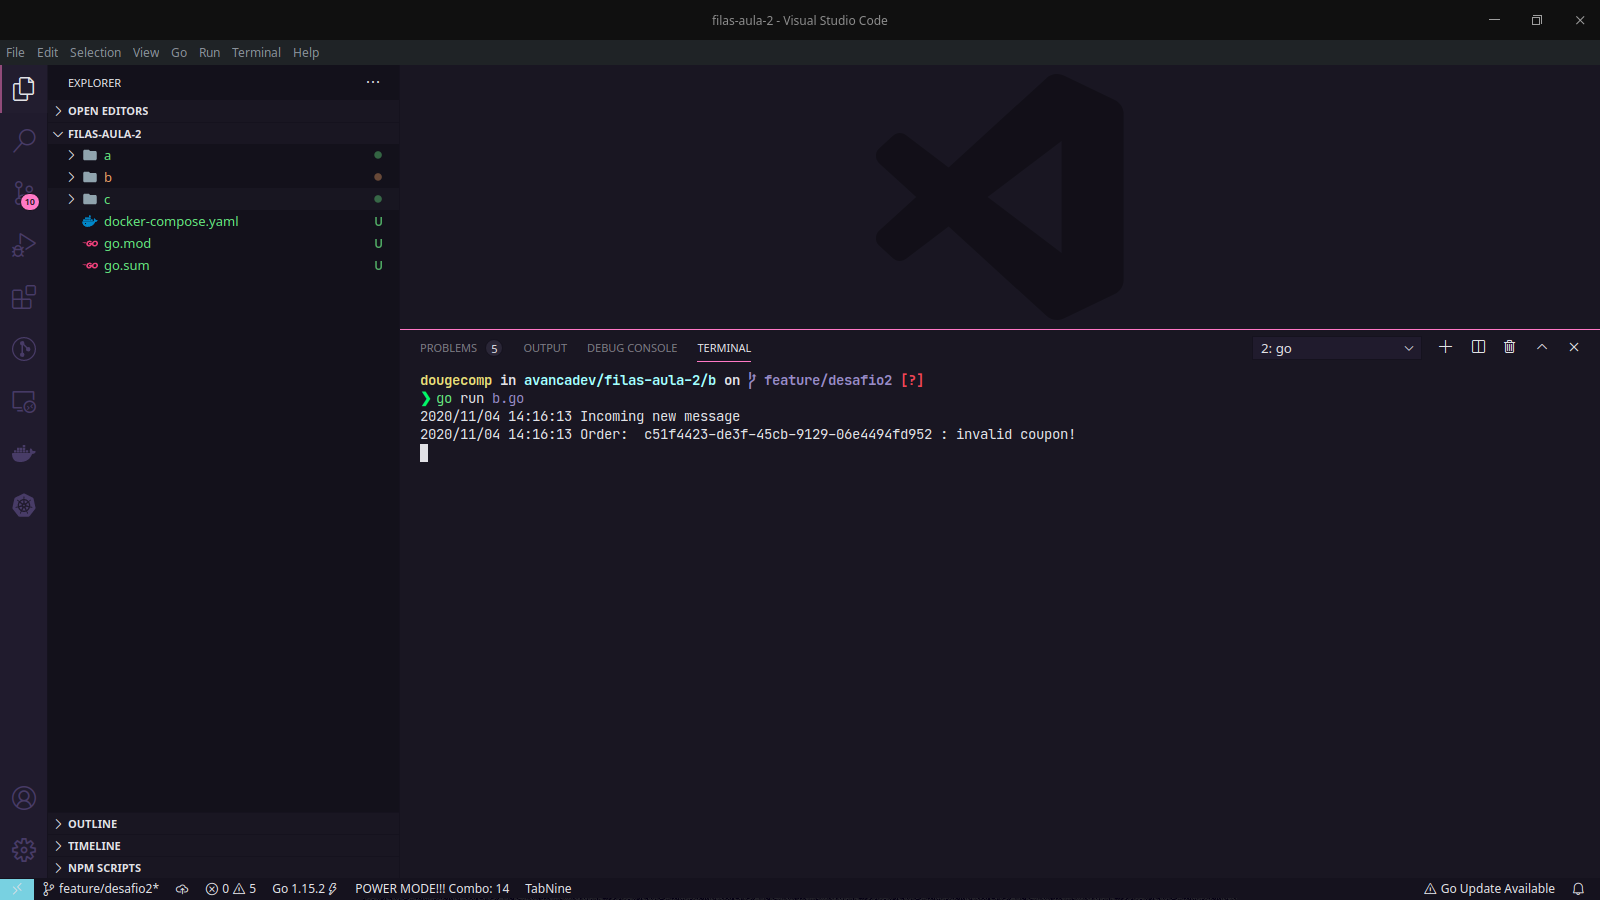 filas-aula-2 - Visual Studio Code
File Edit Selection View Go Run Terminal Help
EXPLORER
OPEN EDITORS
FILAS-AULA-2
a
b
c
docker-compose.yaml U
go.mod U
go.sum U
10
OUTLINE
TIMELINE
NPM SCRIPTS
PROBLEMS 5 OUTPUT DEBUG CONSOLE TERMINAL 2: go
dougecomp in avancadev/filas-aula-2/b on feature/desafio2 [?]
❯ go run b.go
2020/11/04 14:16:13 Incoming new message
2020/11/04 14:16:13 Order:  c51f4423-de3f-45cb-9129-06e4494fd952 : invalid coupon!
feature/desafio2* 0 5 Go 1.15.2 POWER MODE!!! Combo: 14 TabNine Go Update Available